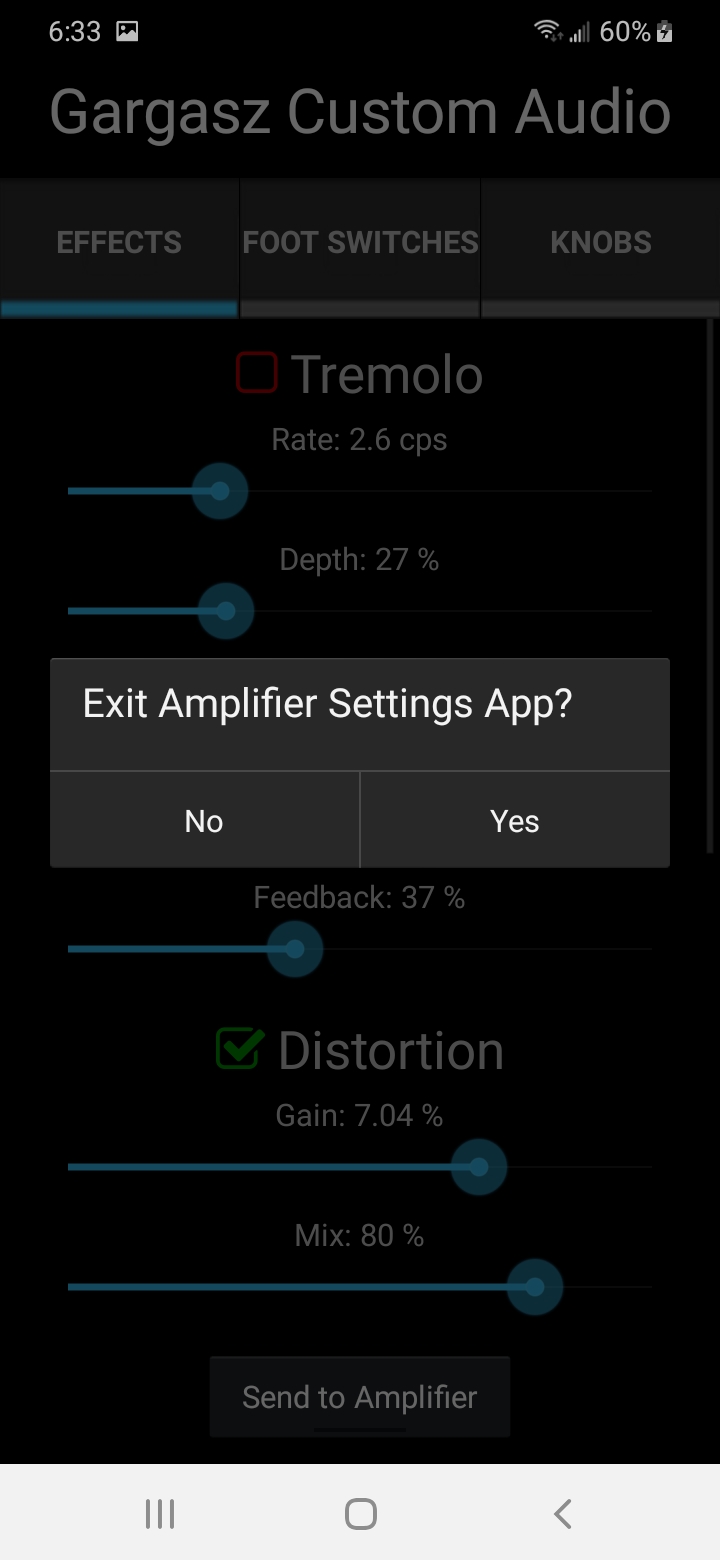 6:33
60%
Gargasz Custom Audio
EFFECTS
FOOT SWITCHES
KNOBS
Tremolo
Rate: 2.6 cps
Depth: 27 %
Exit Amplifier Settings App?
No
Yes
Feedback: 37 %
Distortion
Gain: 7.04 %
Mix: 80 %
Send to Amplifier